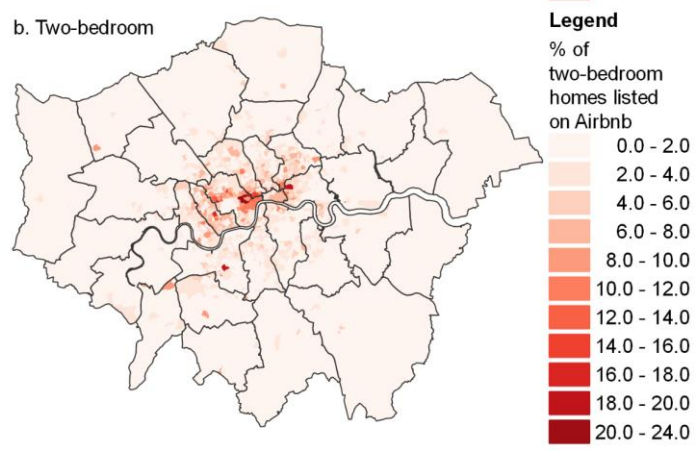 b. Two-bedroom
Legend
% of
two-bedroom
homes listed
on Airbnb
0.0 - 2.0
2.0 - 4.0
4.0 - 6.0
6.0 - 8.0
8.0 - 10.0
10.0 - 12.0
12.0 - 14.0
14.0 - 16.0
16.0 - 18.0
18.0 - 20.0
20.0 - 24.0